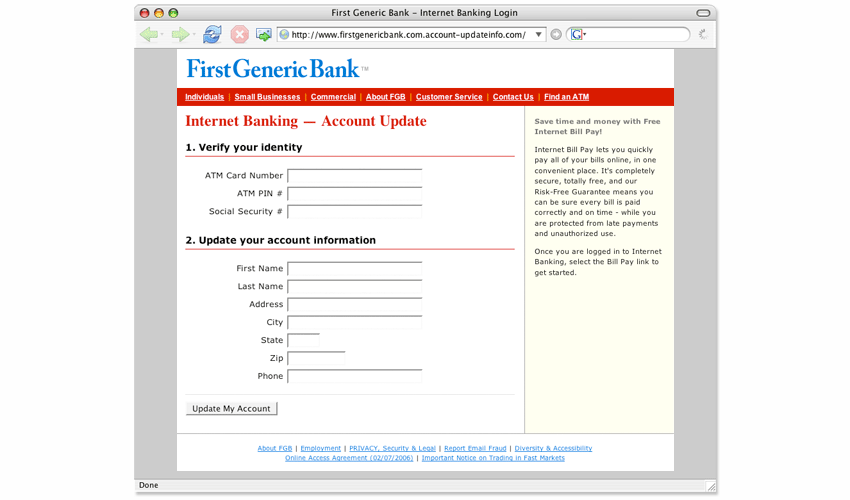 First Generic Bank – Internet Banking Login
http://www.firstgenericbank.com.account-updateinfo.com/
G
First Generic Bank™
Individuals | Small Businesses | Commercial | About FGB | Customer Service | Contact Us | Find an ATM
Internet Banking — Account Update
1. Verify your identity
ATM Card Number
ATM PIN #
Social Security #
2. Update your account information
First Name
Last Name
Address
City
State
Zip
Phone
Update My Account
Save time and money with Free
Internet Bill Pay!
Internet Bill Pay lets you quickly
pay all of your bills online, in one
convenient place. It's completely
secure, totally free, and our
Risk-Free Guarantee means you
can be sure every bill is paid
correctly and on time - while you
are protected from late payments
and unauthorized use.
Once you are logged in to Internet
Banking, select the Bill Pay link to
get started.
About FGB | Employment | PRIVACY, Security & Legal | Report Email Fraud | Diversity & Accessibility
Online Access Agreement (02/07/2006) | Important Notice on Trading in Fast Markets
Done